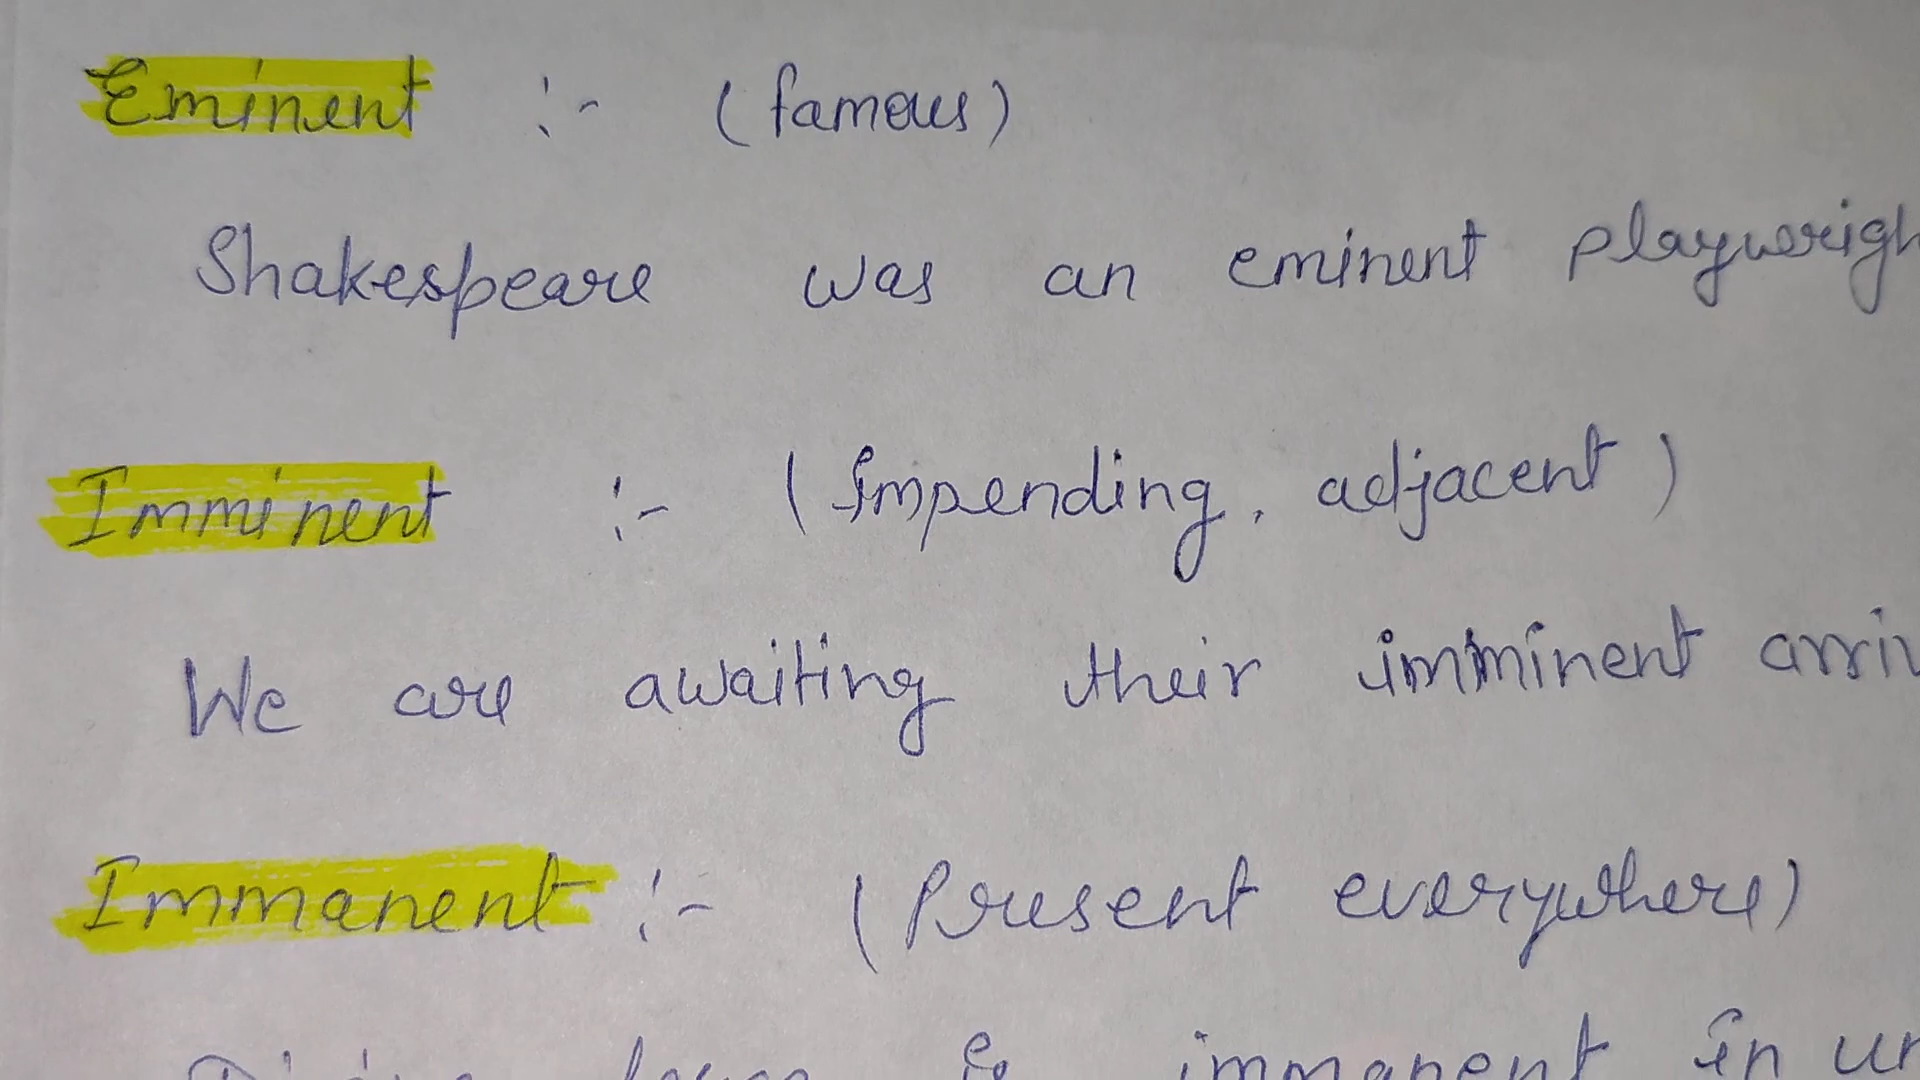 Eminent :- (famous)
Shakespeare was an eminent playwrigh
Imminent :- (Impending, adjacent)
We are awaiting their imminent arriv
Immanent :- (Present everywhere)
immanent in un